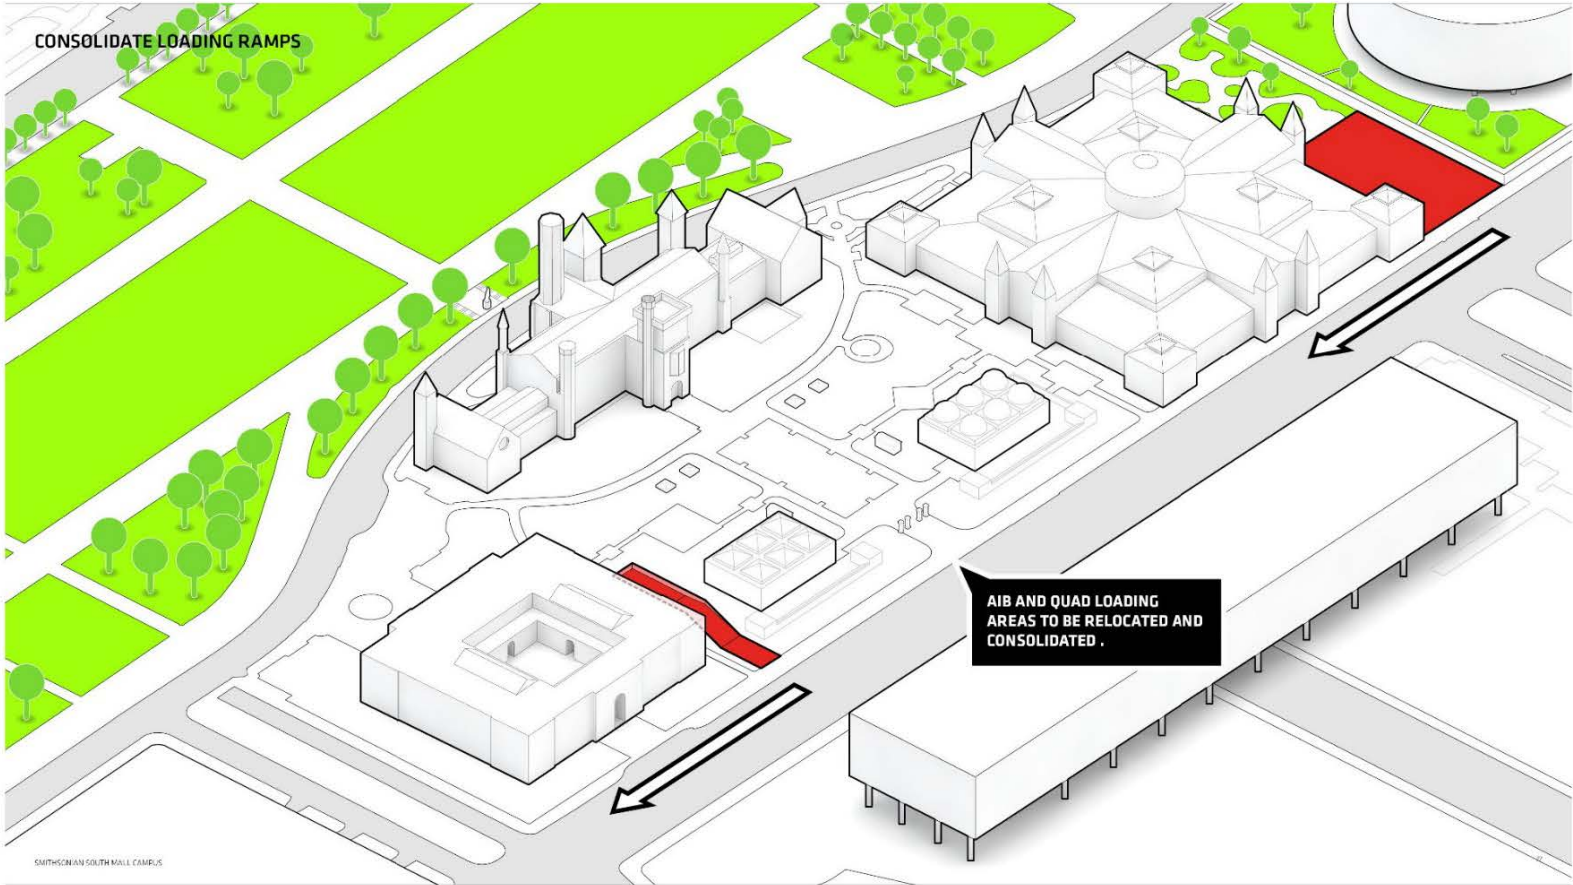 CONSOLIDATE LOADING RAMPS
AIB AND QUAD LOADING
AREAS TO BE RELOCATED AND
CONSOLIDATED .
SMITHSONIAN SOUTH MALL CAMPUS